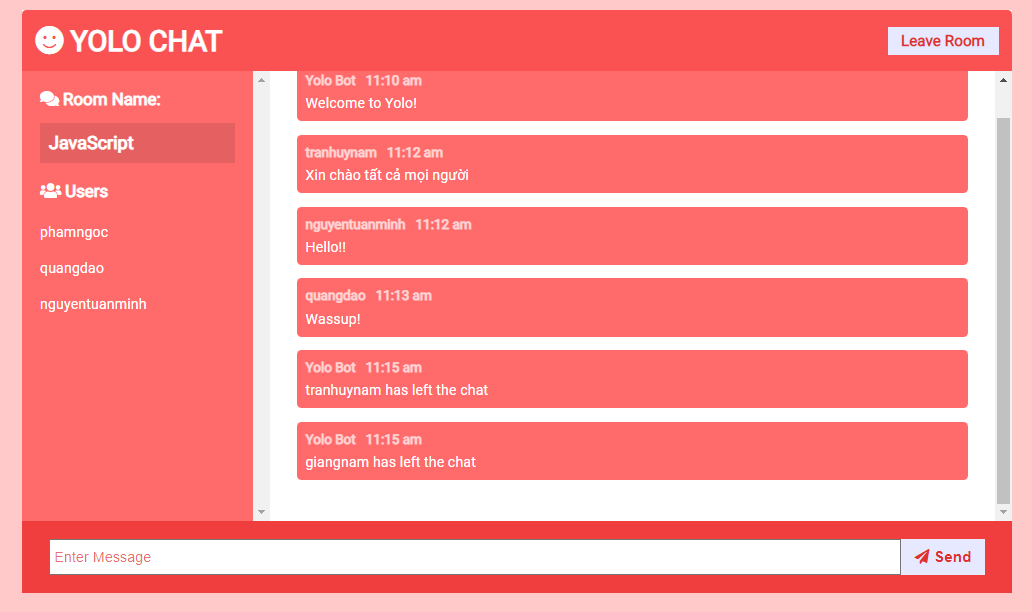 YOLO CHAT
Leave Room
Room Name:
JavaScript
Users
phamngoc
quangdao
nguyentuanminh
Yolo Bot 11:10 am
Welcome to Yolo!
tranhuynam 11:12 am
Xin chào tất cả mọi người
nguyentuanminh 11:12 am
Hello!!
quangdao 11:13 am
Wassup!
Yolo Bot 11:15 am
tranhuynam has left the chat
Yolo Bot 11:15 am
giangnam has left the chat
Enter Message
Send